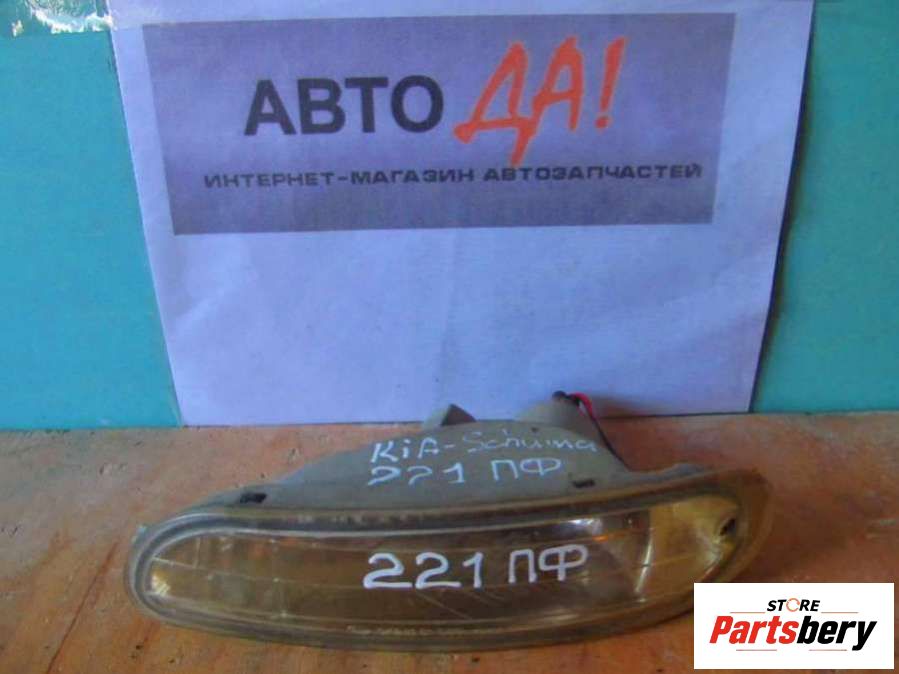 АВТО ДА!
ИНТЕРНЕТ-МАГАЗИН АВТОЗАПЧАСТЕЙ
KiA-Schuma
221 ПФ
221 ПФ
STORE
Partsbery